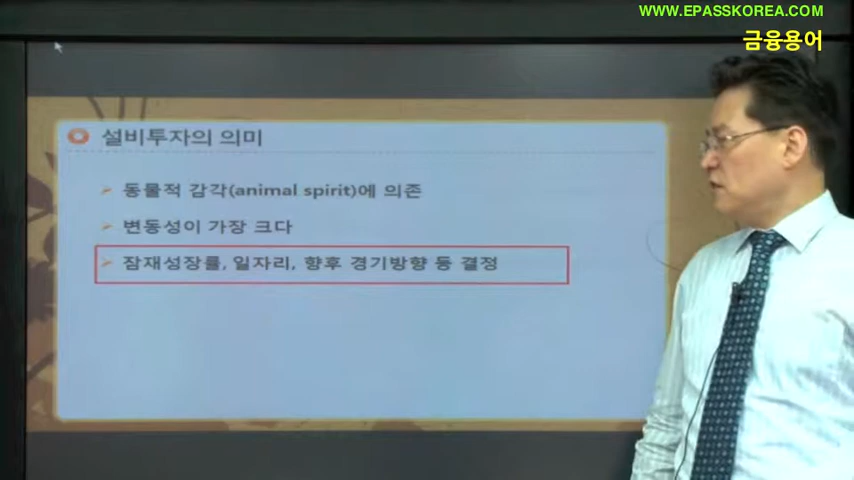 WWW.EPASSKOREA.COM
금융용어
설비투자의 의미
동물적 감각(animal spirit)에 의존
변동성이 가장 크다
잠재성장률, 일자리, 향후 경기방향 등 결정